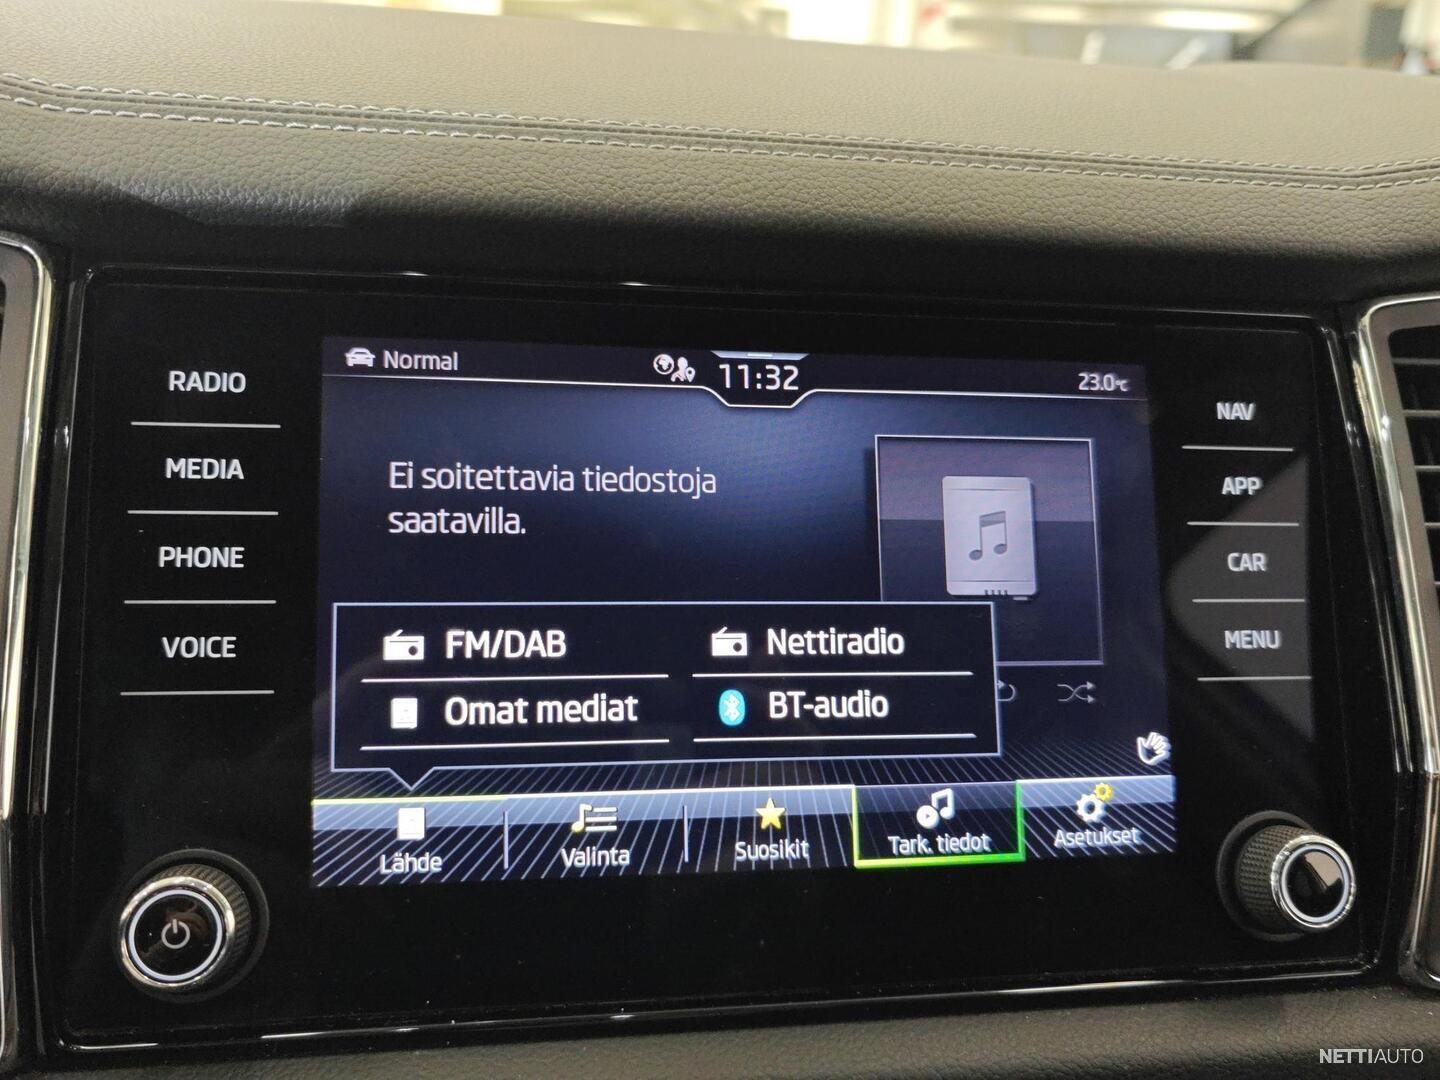 RADIO
MEDIA
PHONE
VOICE
Normal
11:32
23.0°C
Ei soitettavia tiedostoja
saatavilla.
FM/DAB
Nettiradio
Omat mediat
BT-audio
Lähde
Valinta
Suosikit
Tark. tiedot
Asetukset
NAV
APP
CAR
MENU
NETTIAUTO